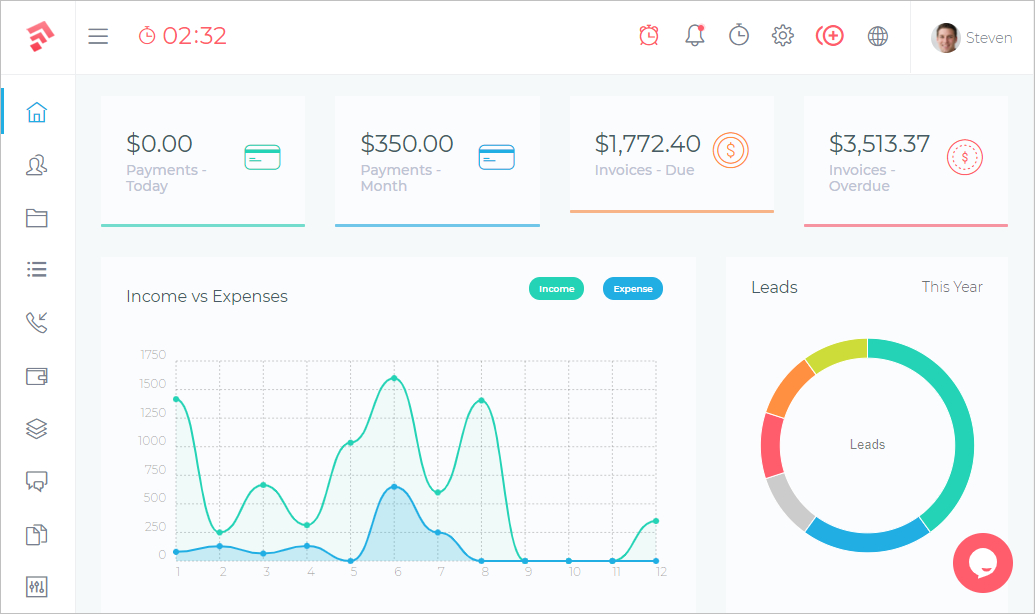 02:32
Steven
$0.00
Payments -
Today
$350.00
Payments -
Month
$1,772.40
Invoices - Due
$3,513.37
Invoices -
Overdue
Income vs Expenses
Income
Expense
1750
1500
1250
1000
750
500
250
0
1 2 3 4 5 6 7 8 9 10 11 12
Leads
This Year
Leads